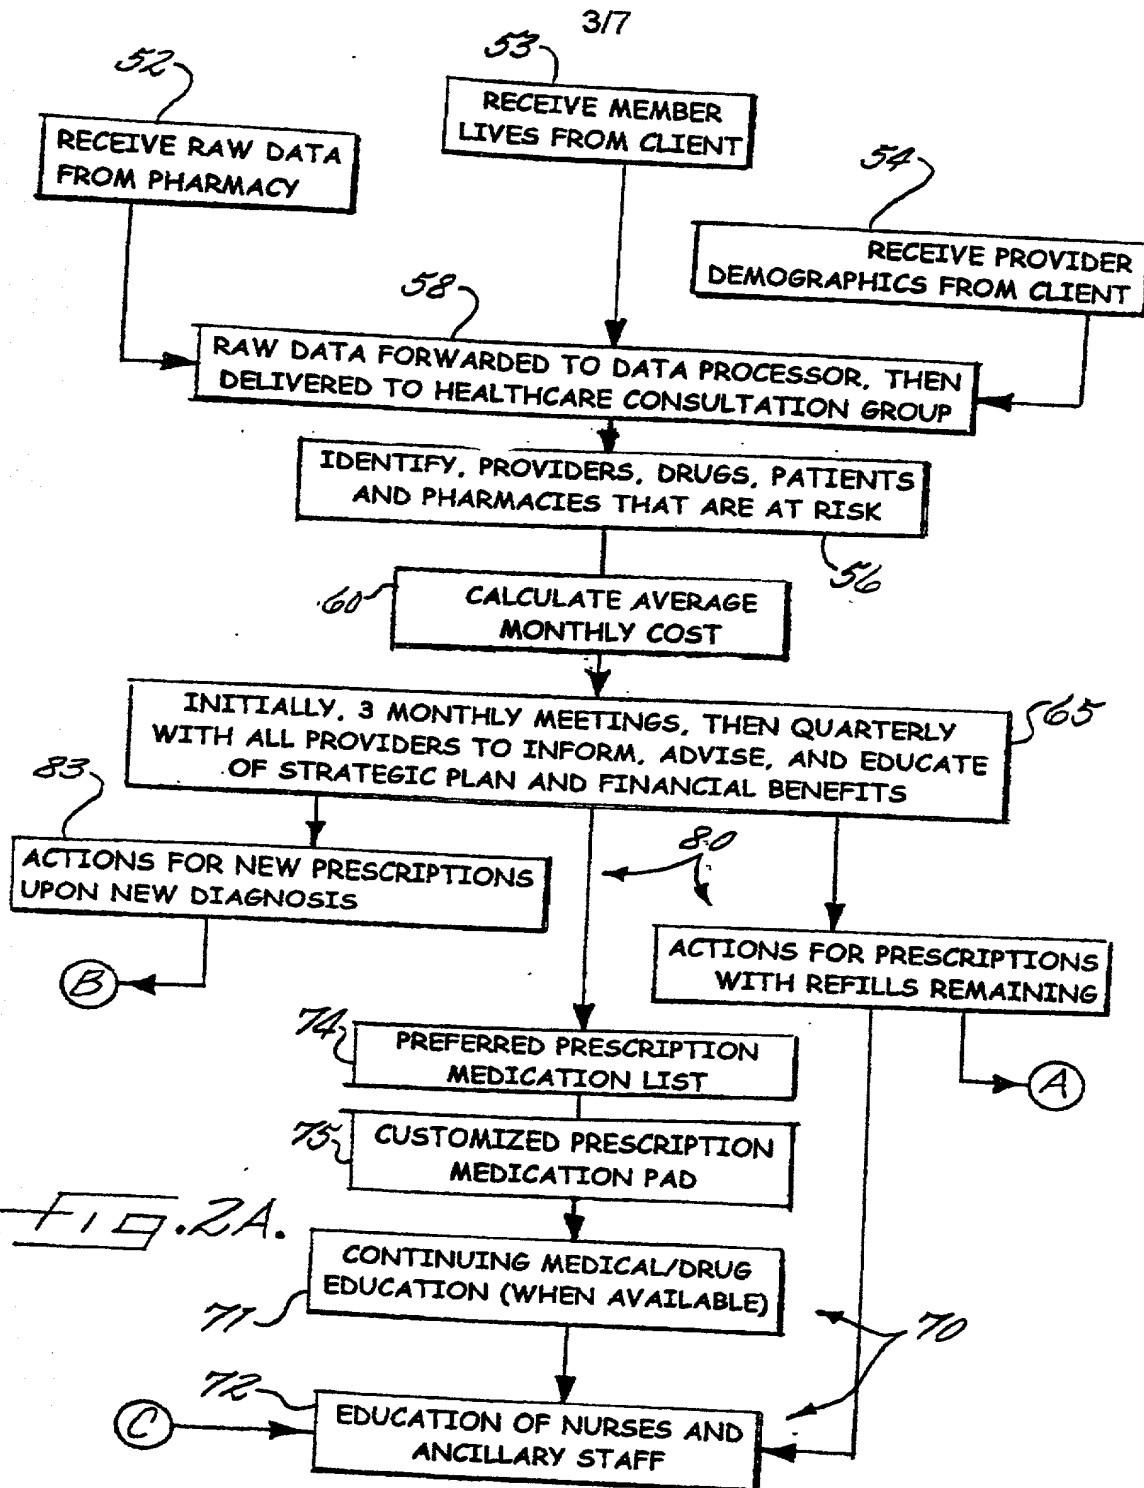 3/7
52
53
RECEIVE RAW DATA
FROM PHARMACY
RECEIVE MEMBER
LIVES FROM CLIENT
54
RECEIVE PROVIDER
DEMOGRAPHICS FROM CLIENT
58
RAW DATA FORWARDED TO DATA PROCESSOR, THEN
DELIVERED TO HEALTHCARE CONSULTATION GROUP
IDENTIFY, PROVIDERS, DRUGS, PATIENTS
AND PHARMACIES THAT ARE AT RISK
56
60
CALCULATE AVERAGE
MONTHLY COST
INITIALLY, 3 MONTHLY MEETINGS, THEN QUARTERLY
WITH ALL PROVIDERS TO INFORM, ADVISE, AND EDUCATE
OF STRATEGIC PLAN AND FINANCIAL BENEFITS
65
83
ACTIONS FOR NEW PRESCRIPTIONS
UPON NEW DIAGNOSIS
80
ACTIONS FOR PRESCRIPTIONS
WITH REFILLS REMAINING
B
A
74
PREFERRED PRESCRIPTION
MEDICATION LIST
75
CUSTOMIZED PRESCRIPTION
MEDICATION PAD
FIG. 2A.
CONTINUING MEDICAL/DRUG
EDUCATION (WHEN AVAILABLE)
71
70
72
C
EDUCATION OF NURSES AND
ANCILLARY STAFF